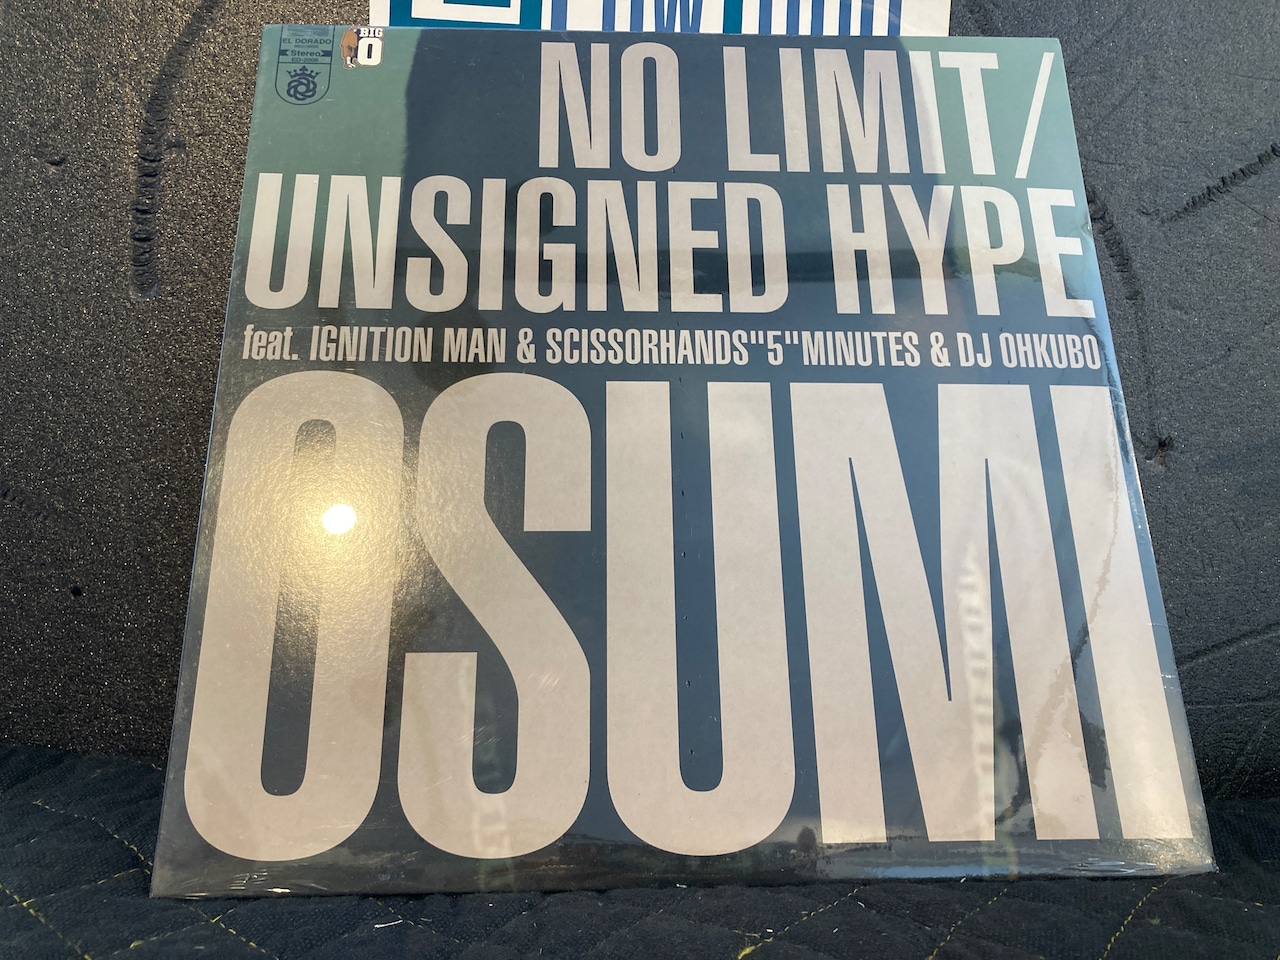 EL DORADO
RECORDS
Stereo
ED-2006
BIG
O
NO LIMIT/
UNSIGNED HYPE
feat. IGNITION MAN & SCISSORHANDS"5"MINUTES & DJ OHKUBO
OSUMI